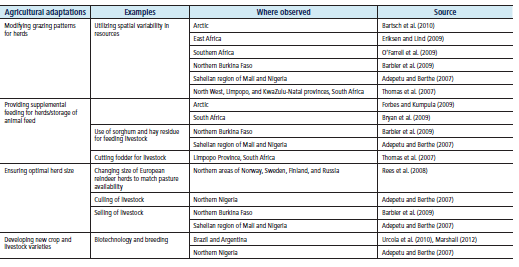 Agricultural adaptations Examples Where observed Source
Modifying grazing patterns for herds Utilizing spatial variability in resources Arctic Bartsch et al. (2010)
East Africa Eriksen and Lind (2009)
Southern Africa O'Farrell et al. (2009)
Northern Burkina Faso Barbier et al. (2009)
Sahelian region of Mali and Nigeria Adepetu and Berthe (2007)
North West, Limpopo, and KwaZulu-Natal provinces, South Africa Thomas et al. (2007)
Providing supplemental feeding for herds/storage of animal feed Arctic Forbes and Kumpula (2009)
South Africa Bryan et al. (2009)
Use of sorghum and hay residue for feeding livestock Northern Burkina Faso Barbier et al. (2009)
Sahelian region of Mali and Nigeria Adepetu and Berthe (2007)
Cutting fodder for livestock Limpopo Province, South Africa Thomas et al. (2007)
Ensuring optimal herd size Changing size of European reindeer herds to match pasture availability Northern areas of Norway, Sweden, Finland, and Russia Rees et al. (2008)
Culling of livestock Northern Nigeria Adepetu and Berthe (2007)
Selling of livestock Northern Burkina Faso Barbier et al. (2009)
Sahelian region of Mali and Nigeria Adepetu and Berthe (2007)
Developing new crop and livestock varieties Biotechnology and breeding Brazil and Argentina Urcola et al. (2010), Marshall (2012)
Northern Nigeria Adepetu and Berthe (2007)